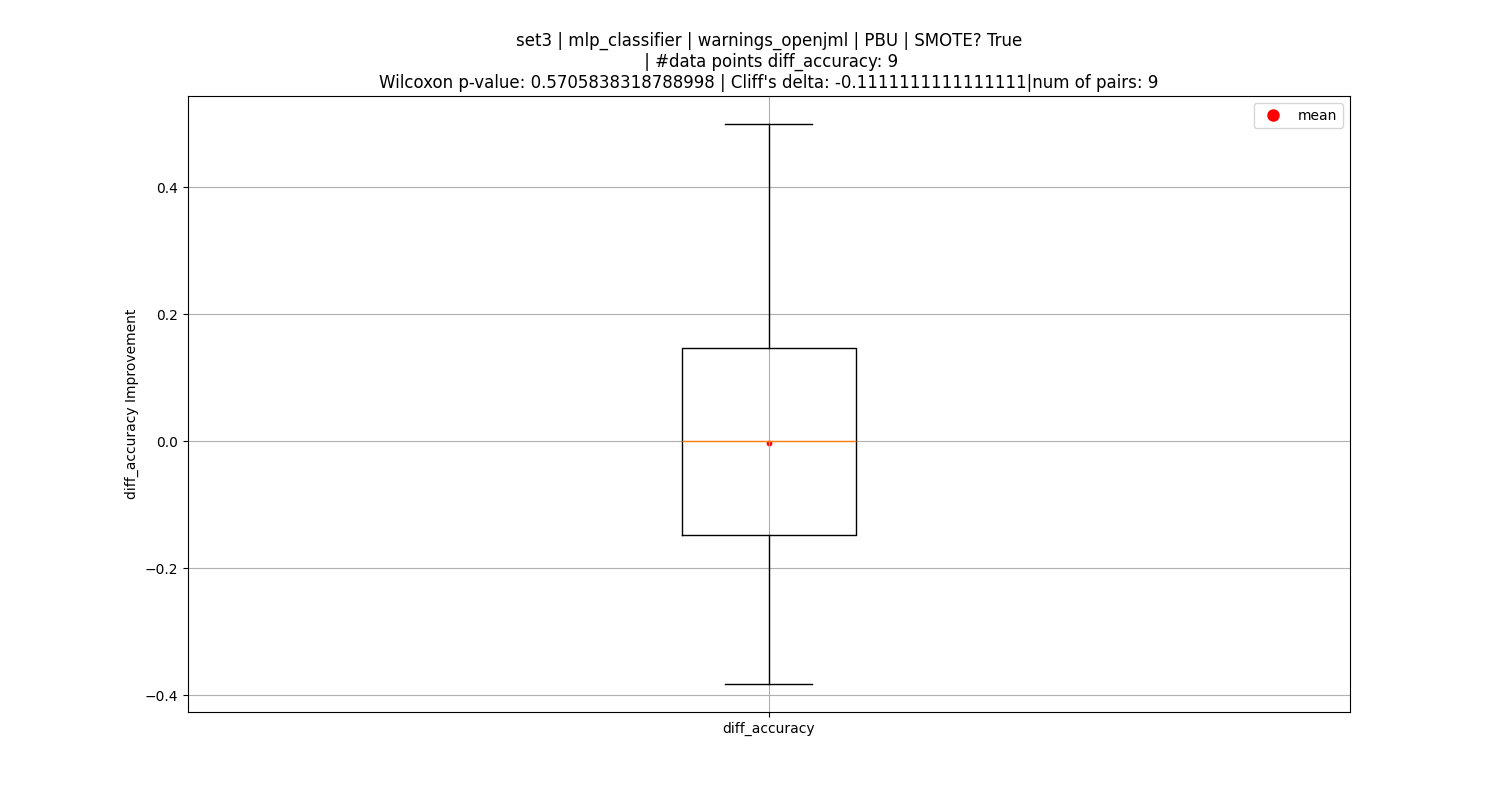 set3 | mlp_classifier | warnings_openjml | PBU | SMOTE? True
| #data points diff_accuracy: 9
Wilcoxon p-value: 0.5705838318788998 | Cliff's delta: -0.1111111111111111|num of pairs: 9
mean
0.4
0.2
0.0
−0.2
−0.4
diff_accuracy Improvement
diff_accuracy